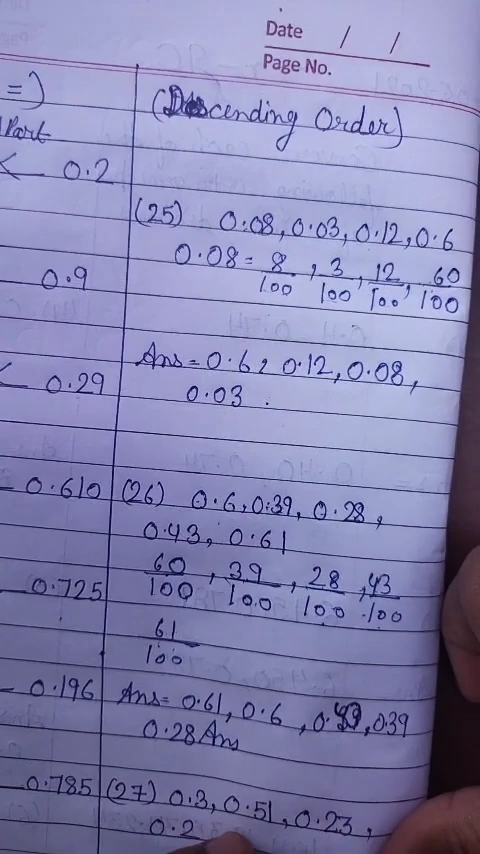 Date / /
Page No.
=)
Part
< 0.2
0.9
< 0.29
0.610
0.725
0.196
0.785
(Descending Order)
(25) 0.08, 0.03, 0.12, 0.6
0.08 = 8/100, 3/100, 12/100, 60/100
Ans = 0.6, 0.12, 0.08,
0.03.
(26) 0.6, 0.39, 0.28,
0.43, 0.61
60/100, 39/100, 28/100, 43/100
61/100
Ans = 0.61, 0.6, 0.43, 039
0.28 Ans
(27) 0.3, 0.51, 0.23,
0.2